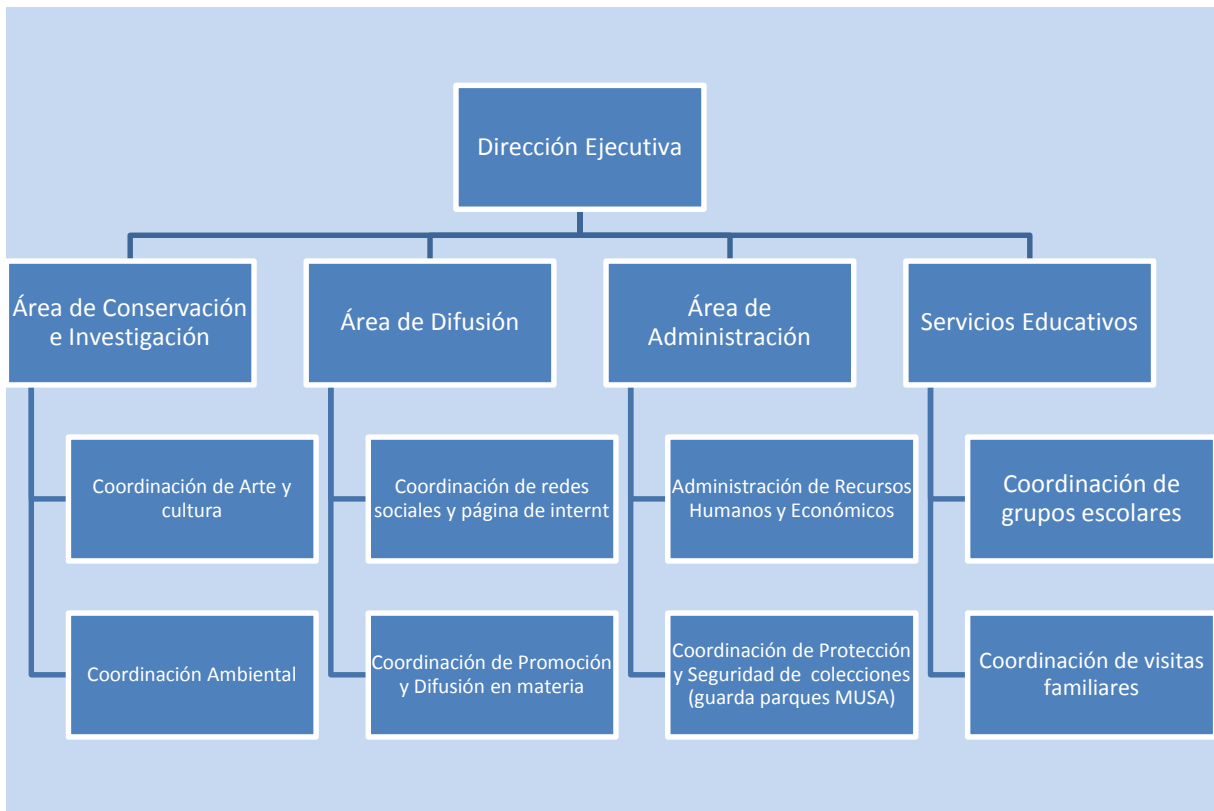 Dirección Ejecutiva
Área de Conservación
e Investigación
Área de Difusión
Área de
Administración
Servicios Educativos
Coordinación de Arte y
cultura
Coordinación de redes
sociales y página de internt
Administración de Recursos
Humanos y Económicos
Coordinación de
grupos escolares
Coordinación Ambiental
Coordinación de Promoción
y Difusión en materia
Coordinación de Protección
y Seguridad de colecciones
(guarda parques MUSA)
Coordinación de visitas
familiares